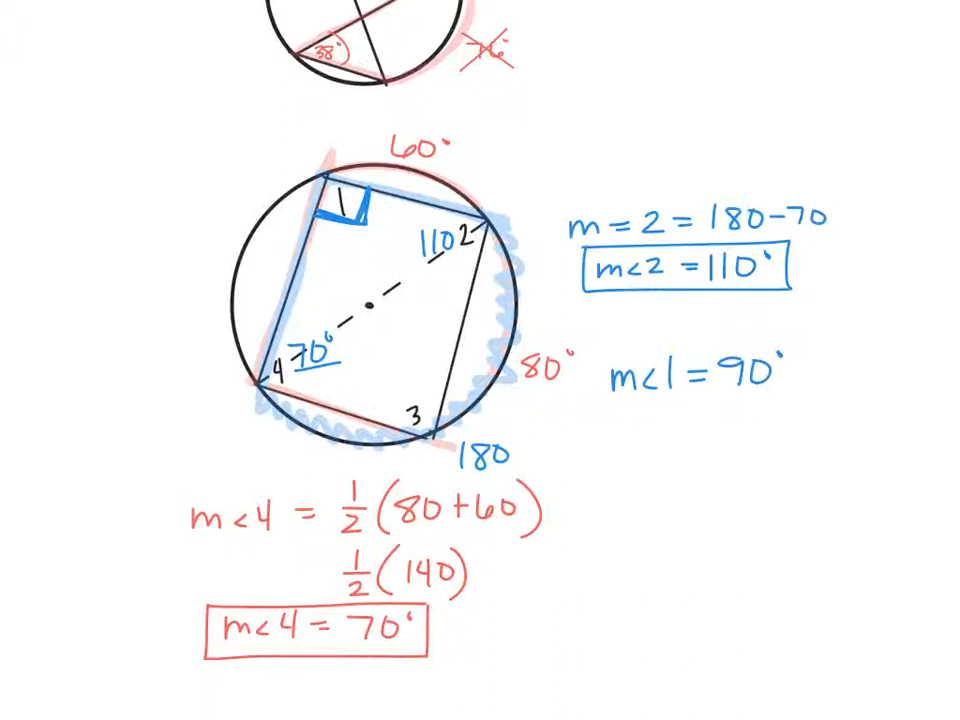 38°
76°
60°
1
110 2
m = 2 = 180-70
m<2 = 110°
70°
4
80°
m<1 = 90°
3
180
m<4 = 1/2 (80+60)
1/2 (140)
m<4 = 70°